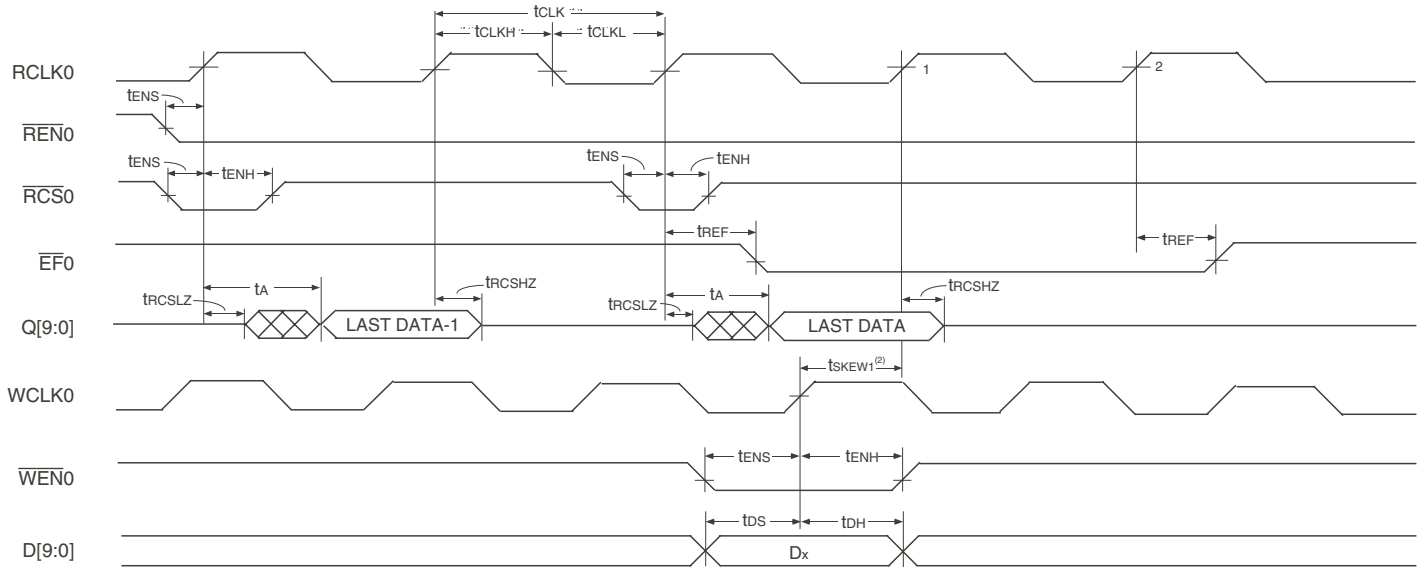 tCLK
tCLKH
tCLKL
RCLK0
1
2
tENS
REN0
tENS
tENH
tENS
tENH
RCS0
tREF
tREF
EF0
tRCSLZ
tA
tRCSHZ
tRCSLZ
tA
tRCSHZ
Q[9:0]
LAST DATA-1
LAST DATA
tSKEW1(2)
WCLK0
tENS
tENH
WEN0
tDS
tDH
D[9:0]
Dx